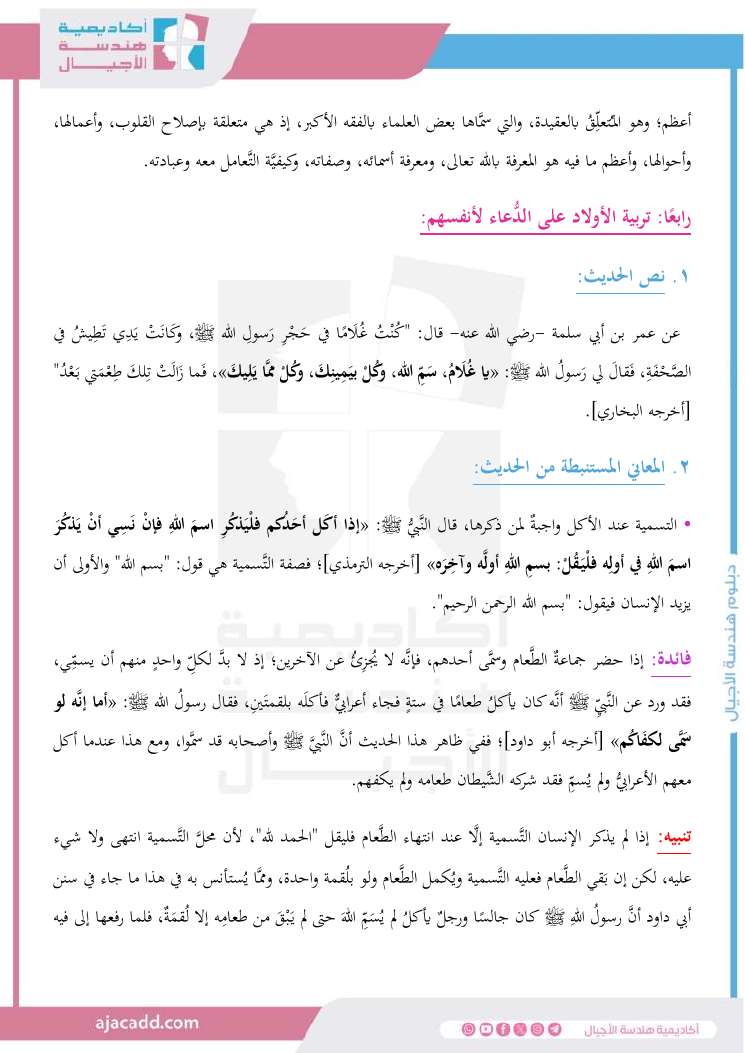 أكاديمية
هندسة
الأجيال
أعظم؛ وهو المُتعلِّقُ بالعقيدة، والتي سمَّاها بعض العلماء بالفقه الأكبر، إذ هي متعلقة بإصلاح القلوب، وأعمالها،
وأحوالها، وأعظم ما فيه هو المعرفة بالله تعالى، ومعرفة أسمائه، وصفاته، وكيفيَّة التَّعامل معه وعبادته.
رابعًا: تربية الأولاد على الدُّعاء لأنفسهم:
١. نص الحديث:
عن عمر بن أبي سلمة -رضي الله عنه- قال: "كُنْتُ غُلَامًا في حَجْرِ رَسولِ الله ﷺ، وَكَانَتْ يَدِي تَطِيشُ في
الصَّحْفَةِ، فَقالَ لي رَسولُ الله ﷺ: «يا غُلَامُ، سَمِّ الله، وَكُلْ بيَمِينِكَ، وَكُلْ ممَّا يَلِيكَ»، فَما زَالَتْ تِلكَ طِعْمَتي بَعْدُ"
[أخرجه البخاري].
٢. المعاني المستنبطة من الحديث:
• التسمية عند الأكل واجبةٌ لمن ذكرها، قال النَّبيُّ ﷺ: «إذا أكَل أحَدُكم فلْيَذكُرِ اسمَ اللهِ فإنْ نَسِي أنْ يَذكُرَ
اسمَ اللهِ في أولِه فلْيَقُلْ: بسمِ اللهِ أولَّه وآخِرَه» [أخرجه الترمذي]؛ فصفة التَّسمية هي قول: "بسم الله" والأولى أن
يزيد الإنسان فيقول: "بسم الله الرحمن الرحيم".
فائدة: إذا حضر جماعةٌ الطَّعام وسمَّى أحدهم، فإنَّه لا يُجزِئُ عن الآخرين؛ إذ لا بدَّ لكلِّ واحدٍ منهم أن يسمِّي،
فقد ورد عن النَّبيِّ ﷺ أنَّه كان يأكلُ طعامًا في ستةٍ فجاء أعرابيٌّ فأكلَه بلقمتَينِ، فقال رسولُ الله ﷺ: «أما إنَّه لو
سَمَّى لكفَاكُم» [أخرجه أبو داود]؛ ففي ظاهر هذا الحديث أنَّ النَّبيَّ ﷺ وأصحابه قد سمَّوا، ومع هذا عندما أكل
معهم الأعرابيُّ ولم يُسمِّ فقد شركه الشَّيطان طعامه ولم يكفهم.
تنبيه: إذا لم يذكر الإنسان التَّسمية إلَّا عند انتهاء الطَّعام فليقل "الحمد لله"، لأن محلَّ التَّسمية انتهى ولا شيء
عليه، لكن إن بَقي الطَّعام فعليه التَّسمية ويُكمل الطَّعام ولو بلُقمة واحدة، وممَّا يُستأنس به في هذا ما جاء في سنن
أبي داود أنَّ رسولُ اللهِ ﷺ كان جالسًا ورجلٌ يأكلُ لم يُسَمِّ اللهَ حتى لم يَبْقَ من طعامِه إلا لُقمَةٌ، فلما رفعها إلى فيه
دبلوم هندسة الأجيال
أكاديمية هندسة الأجيال
ajacadd.com